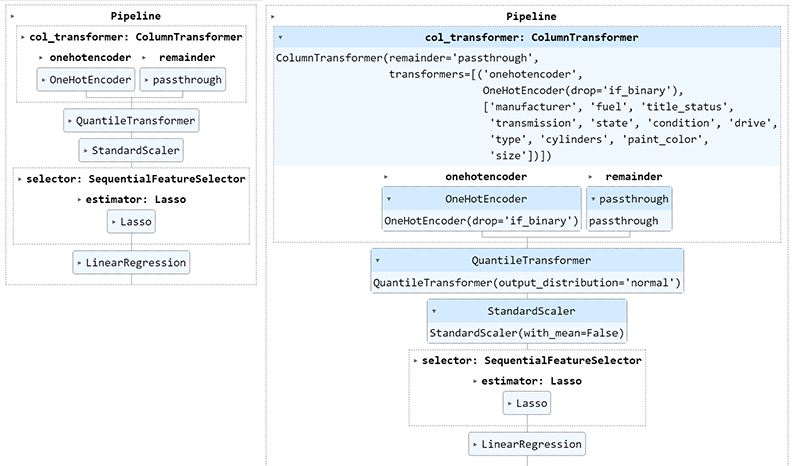 Pipeline
col_transformer: ColumnTransformer
onehotencoder remainder
OneHotEncoder passthrough
QuantileTransformer
StandardScaler
selector: SequentialFeatureSelector
estimator: Lasso
Lasso
LinearRegression
Pipeline
col_transformer: ColumnTransformer
ColumnTransformer(remainder='passthrough',
transformers=[('onehotencoder',
OneHotEncoder(drop='if_binary'),
['manufacturer', 'fuel', 'title_status',
'transmission', 'state', 'condition', 'drive',
'type', 'cylinders', 'paint_color',
'size'])])
onehotencoder remainder
OneHotEncoder passthrough
OneHotEncoder(drop='if_binary') passthrough
QuantileTransformer
QuantileTransformer(output_distribution='normal')
StandardScaler
StandardScaler(with_mean=False)
selector: SequentialFeatureSelector
estimator: Lasso
Lasso
LinearRegression